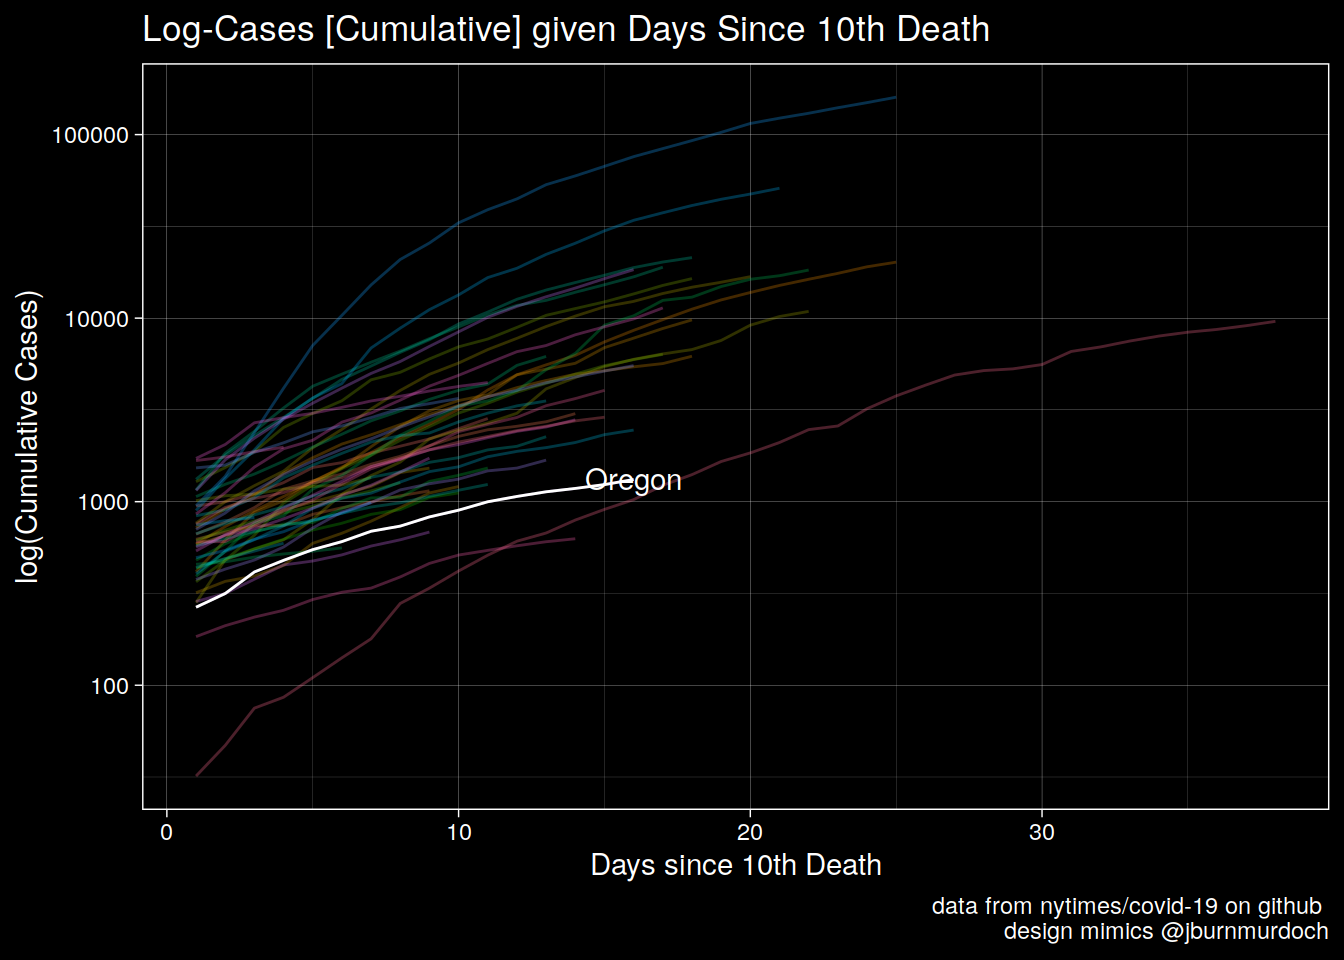 Log-Cases [Cumulative] given Days Since 10th Death
log(Cumulative Cases)
100000
10000
1000
100
Oregon
0 10 20 30
Days since 10th Death
data from nytimes/covid-19 on github
design mimics @jburnmurdoch